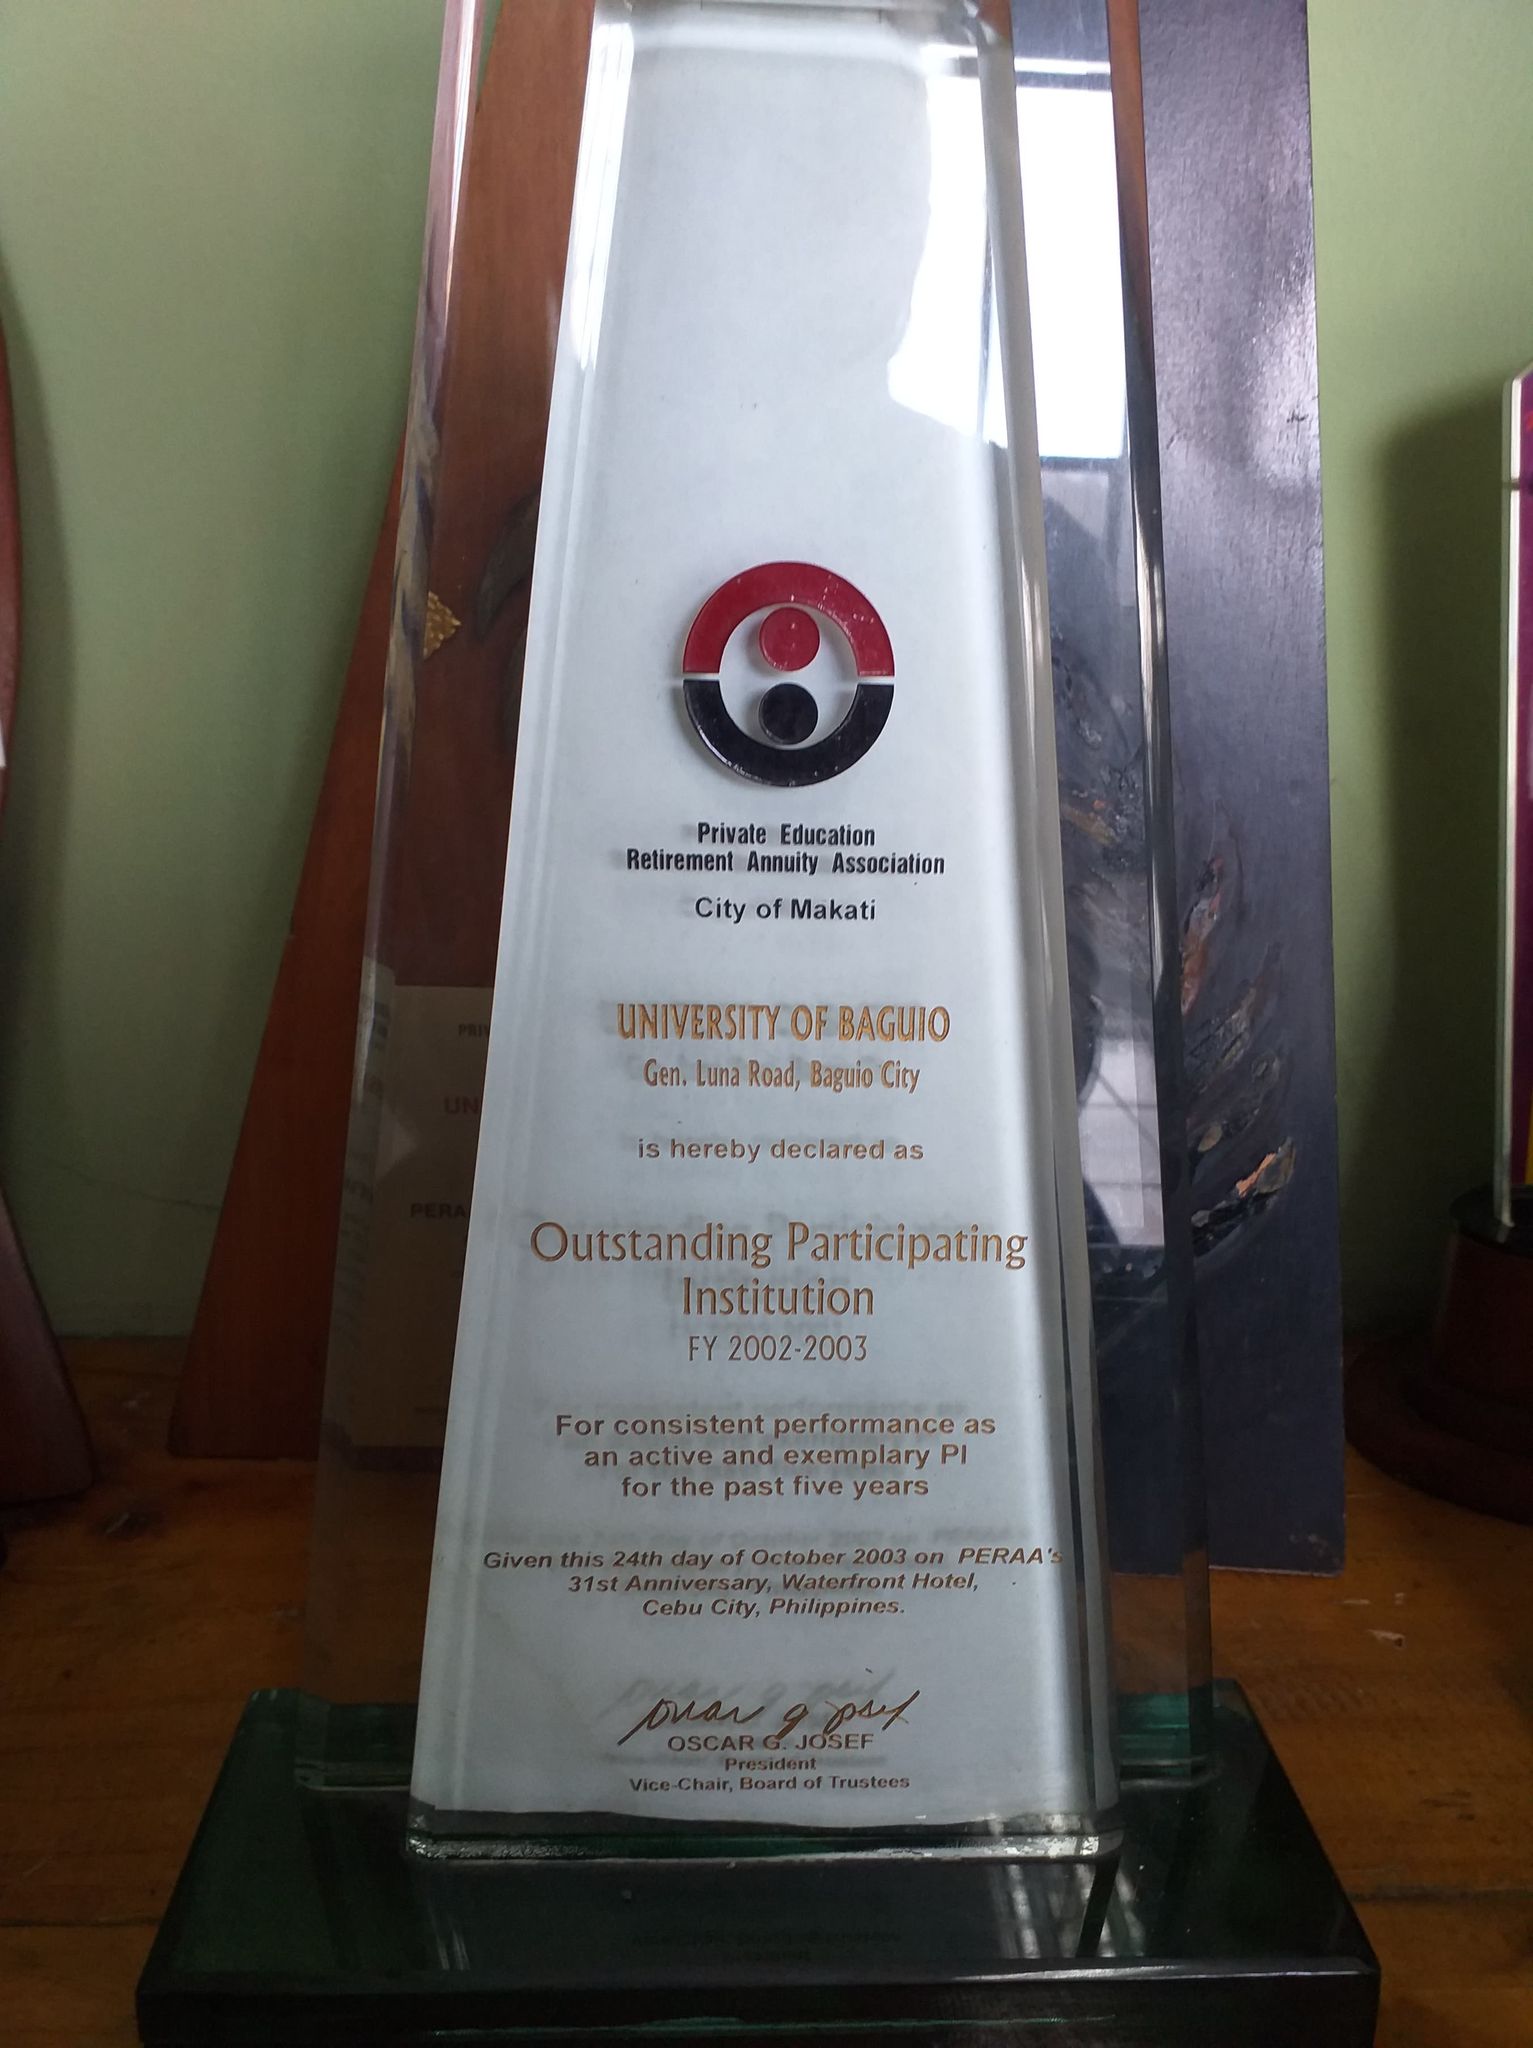 Private Education
Retirement Annuity Association
City of Makati
UNIVERSITY OF BAGUIO
Gen. Luna Road, Baguio City
is hereby declared as
Outstanding Participating
Institution
FY 2002-2003
For consistent performance as
an active and exemplary PI
for the past five years
Given this 24th day of October 2003 on PERAA's
31st Anniversary, Waterfront Hotel,
Cebu City, Philippines.
OSCAR G. JOSEF
President
Vice-Chair, Board of Trustees
PERAA